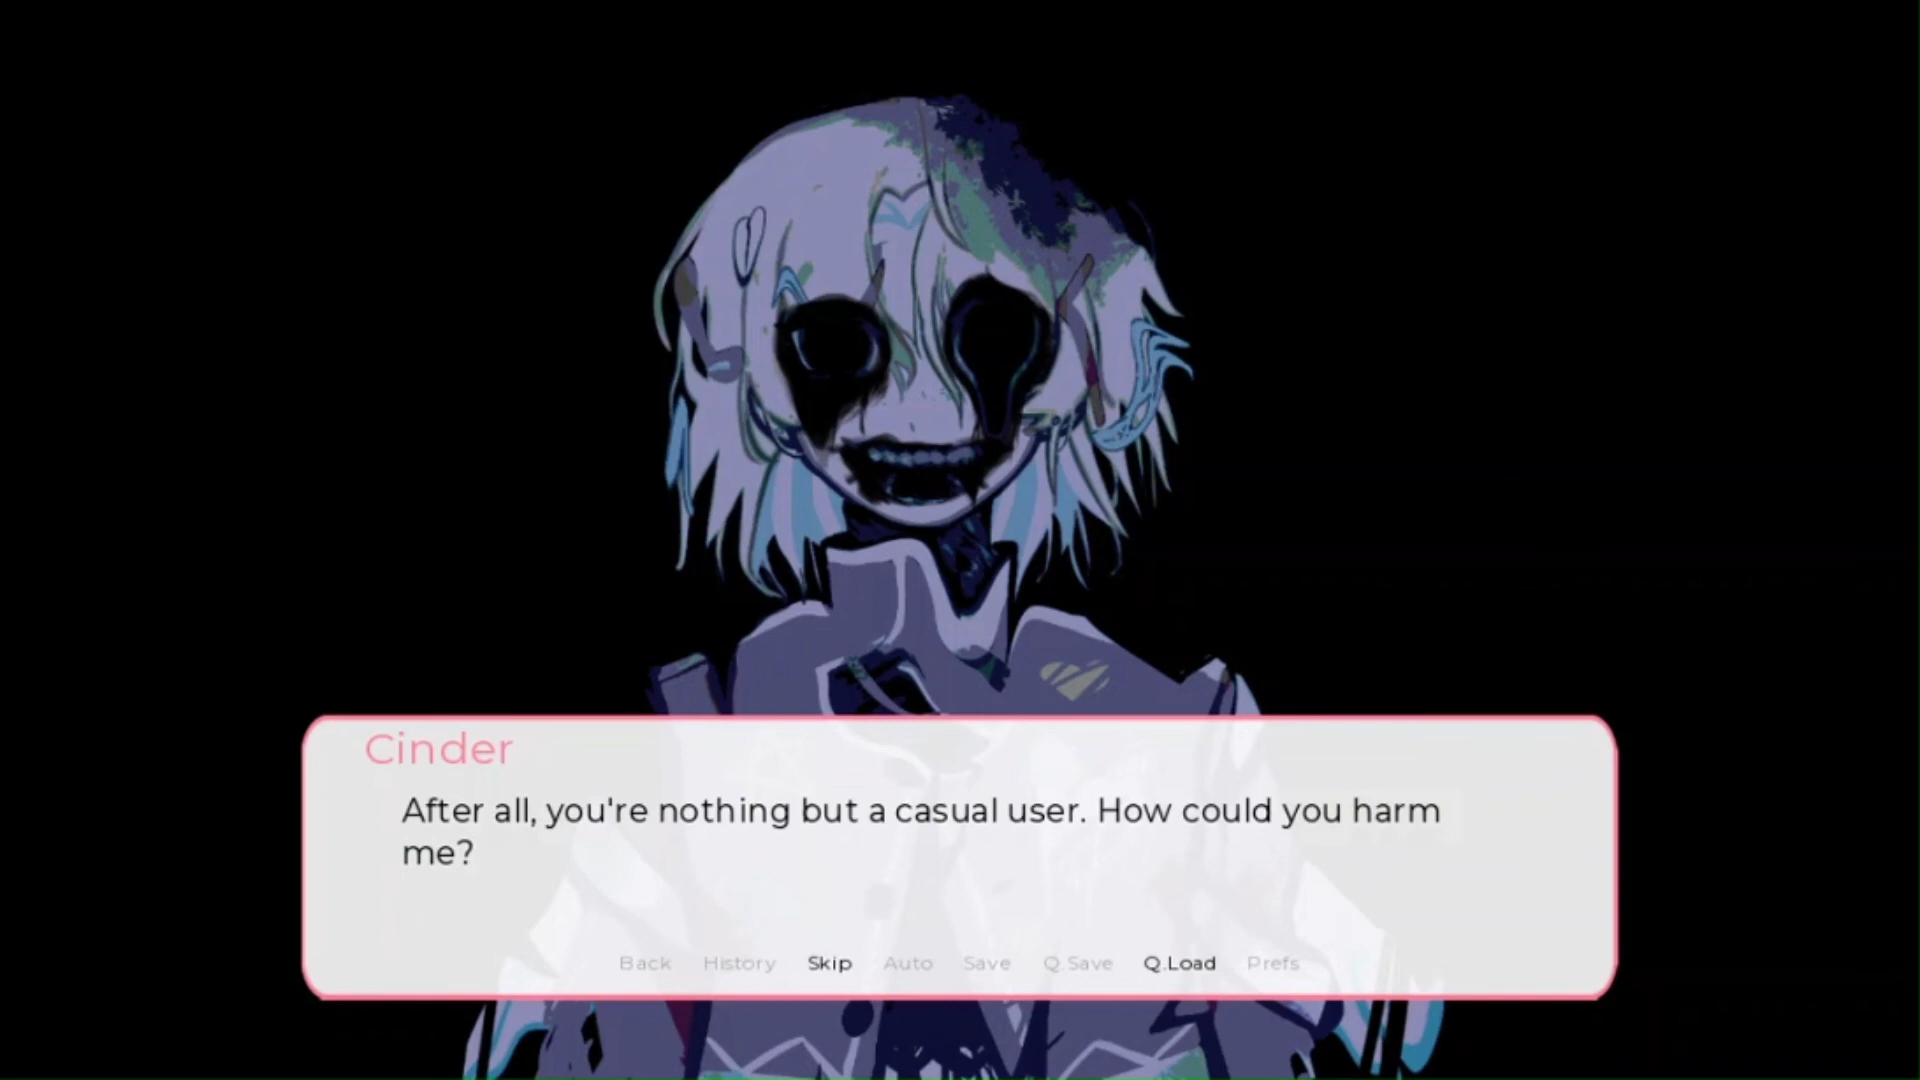 Cinder
After all, you're nothing but a casual user. How could you harm
me?
Back History Skip Auto Save Q.Save Q.Load Prefs